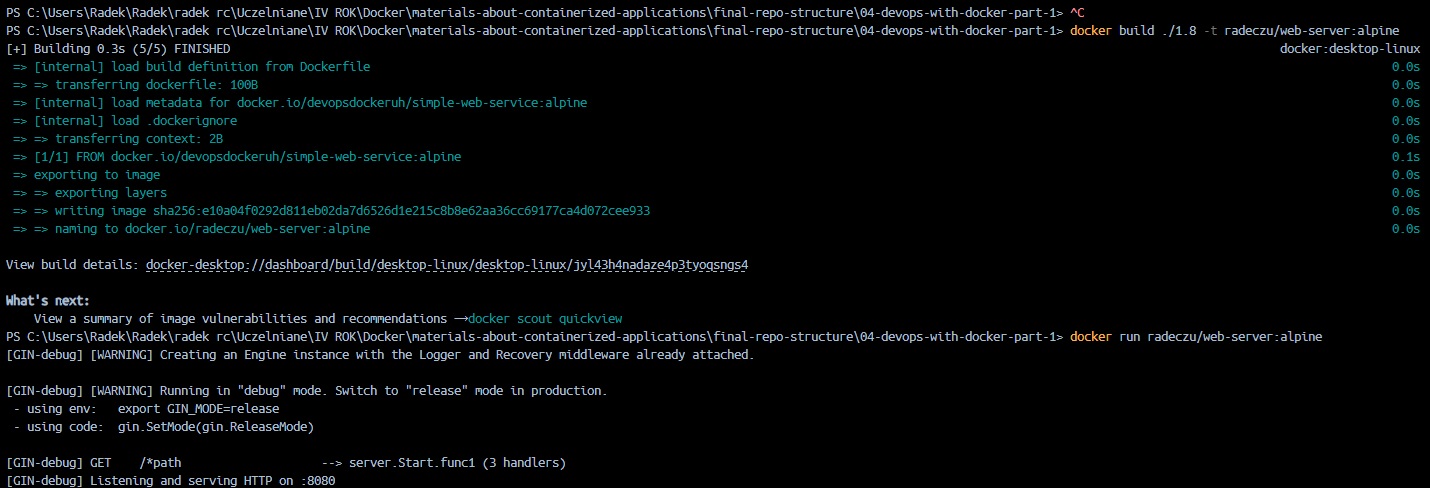 PS C:\Users\Radek\Radek\radek rc\Uczelniane\IV ROK\Docker\materials-about-containerized-applications\final-repo-structure\04-devops-with-docker-part-1> ^C
PS C:\Users\Radek\Radek\radek rc\Uczelniane\IV ROK\Docker\materials-about-containerized-applications\final-repo-structure\04-devops-with-docker-part-1> docker build ./1.8 -t radeczu/web-server:alpine
[+] Building 0.3s (5/5) FINISHED docker:desktop-linux
=> [internal] load build definition from Dockerfile 0.0s
=> => transferring dockerfile: 100B 0.0s
=> [internal] load metadata for docker.io/devopsdockeruh/simple-web-service:alpine 0.0s
=> [internal] load .dockerignore 0.0s
=> => transferring context: 2B 0.0s
=> [1/1] FROM docker.io/devopsdockeruh/simple-web-service:alpine 0.1s
=> exporting to image 0.0s
=> => exporting layers 0.0s
=> => writing image sha256:e10a04f0292d811eb02da7d6526d1e215c8b8e62aa36cc69177ca4d072cee933 0.0s
=> => naming to docker.io/radeczu/web-server:alpine 0.0s
View build details: docker-desktop://dashboard/build/desktop-linux/desktop-linux/jyl43h4nadaze4p3tyoqsngs4
What's next:
View a summary of image vulnerabilities and recommendations → docker scout quickview
PS C:\Users\Radek\Radek\radek rc\Uczelniane\IV ROK\Docker\materials-about-containerized-applications\final-repo-structure\04-devops-with-docker-part-1> docker run radeczu/web-server:alpine
[GIN-debug] [WARNING] Creating an Engine instance with the Logger and Recovery middleware already attached.
[GIN-debug] [WARNING] Running in "debug" mode. Switch to "release" mode in production.
- using env: export GIN_MODE=release
- using code: gin.SetMode(gin.ReleaseMode)
[GIN-debug] GET /*path --> server.Start.func1 (3 handlers)
[GIN-debug] Listening and serving HTTP on :8080